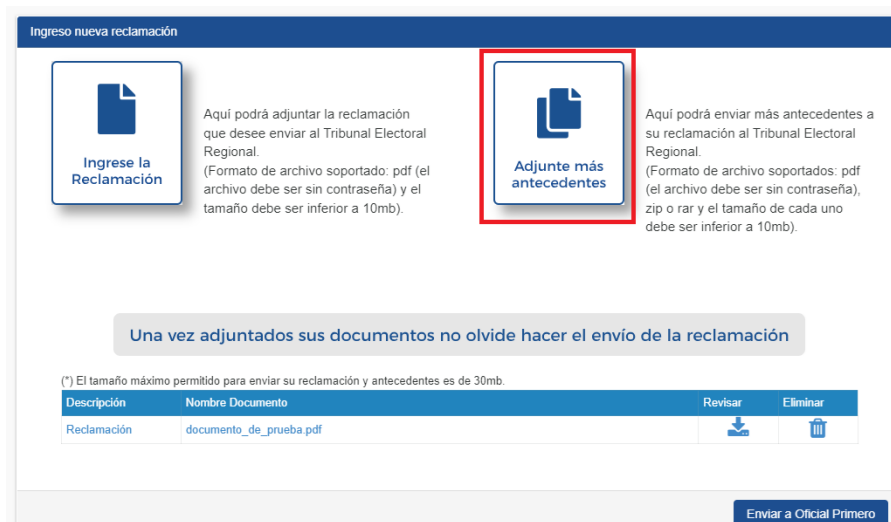 Ingreso nueva reclamación
Ingrese la
Reclamación
Aquí podrá adjuntar la reclamación
que desee enviar al Tribunal Electoral
Regional.
(Formato de archivo soportado: pdf (el
archivo debe ser sin contraseña) y el
tamaño debe ser inferior a 10mb).
Adjunte más
antecedentes
Aquí podrá enviar más antecedentes a
su reclamación al Tribunal Electoral
Regional.
(Formato de archivo soportados: pdf
(el archivo debe ser sin contraseña),
zip o rar y el tamaño de cada uno
debe ser inferior a 10mb).
Una vez adjuntados sus documentos no olvide hacer el envío de la reclamación
(*) El tamaño máximo permitido para enviar su reclamación y antecedentes es de 30mb.
Descripción Nombre Documento Revisar Eliminar
Reclamación documento_de_prueba.pdf
Enviar a Oficial Primero